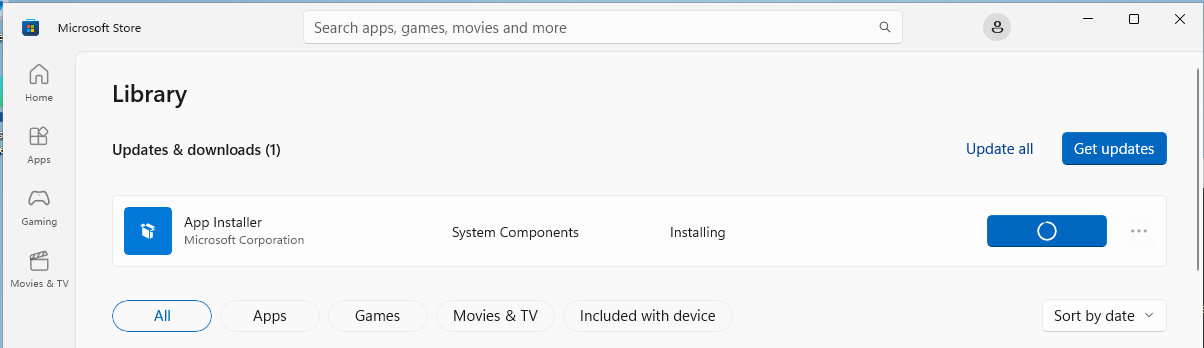 Microsoft Store
Search apps, games, movies and more
Home
Apps
Gaming
Movies & TV
Library
Updates & downloads (1)
Update all
Get updates
App Installer
Microsoft Corporation
System Components
Installing
All
Apps
Games
Movies & TV
Included with device
Sort by date